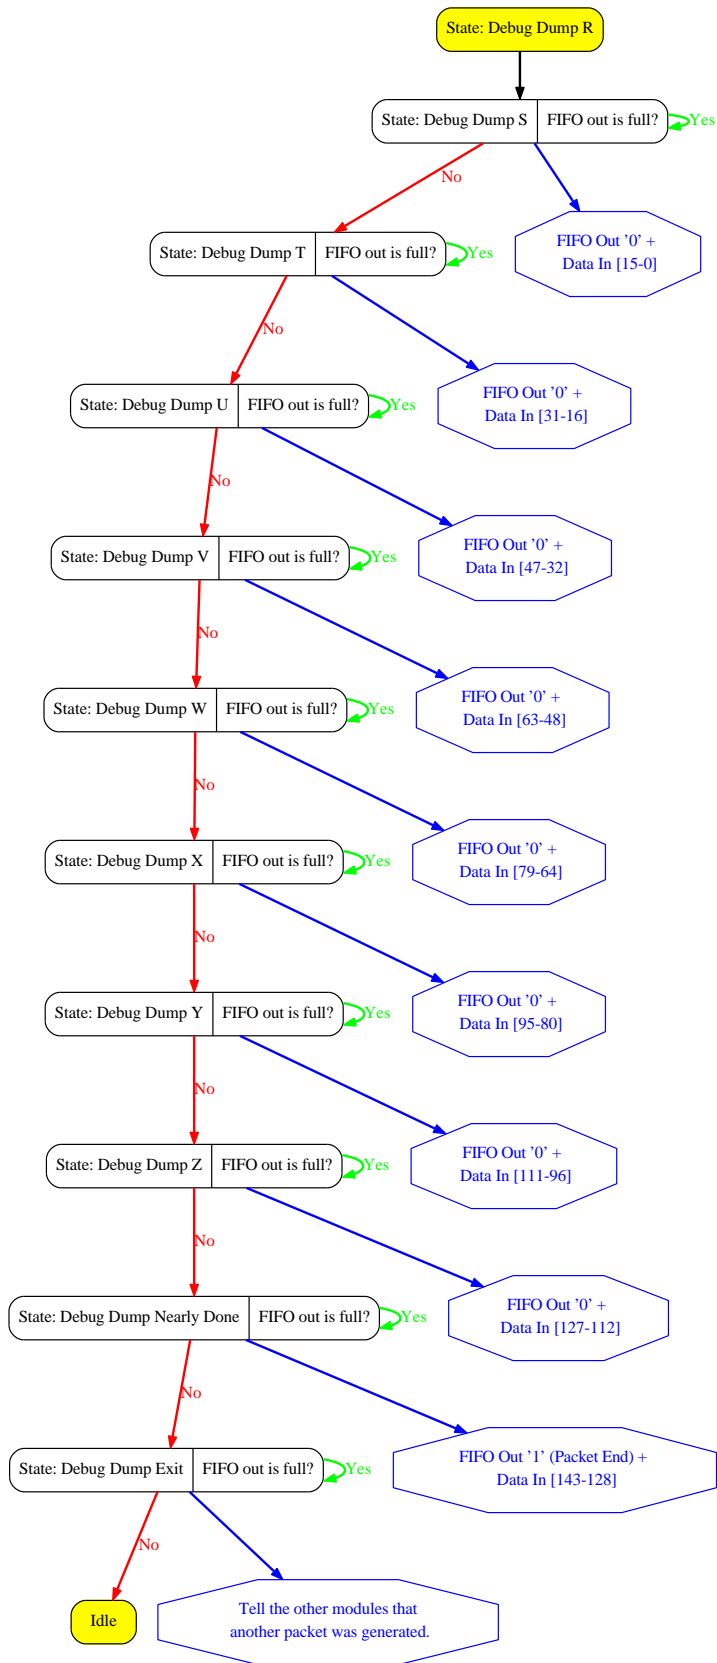 State: Debug Dump R
State: Debug Dump S
FIFO out is full?
Yes
No
FIFO Out '0' +
Data In [15-0]
State: Debug Dump T
FIFO out is full?
Yes
No
FIFO Out '0' +
Data In [31-16]
State: Debug Dump U
FIFO out is full?
Yes
No
FIFO Out '0' +
Data In [47-32]
State: Debug Dump V
FIFO out is full?
Yes
No
FIFO Out '0' +
Data In [63-48]
State: Debug Dump W
FIFO out is full?
Yes
No
FIFO Out '0' +
Data In [79-64]
State: Debug Dump X
FIFO out is full?
Yes
No
FIFO Out '0' +
Data In [95-80]
State: Debug Dump Y
FIFO out is full?
Yes
No
FIFO Out '0' +
Data In [111-96]
State: Debug Dump Z
FIFO out is full?
Yes
No
FIFO Out '0' +
Data In [127-112]
State: Debug Dump Nearly Done
FIFO out is full?
Yes
No
FIFO Out '1' (Packet End) +
Data In [143-128]
State: Debug Dump Exit
FIFO out is full?
Yes
No
Idle
Tell the other modules that
another packet was generated.